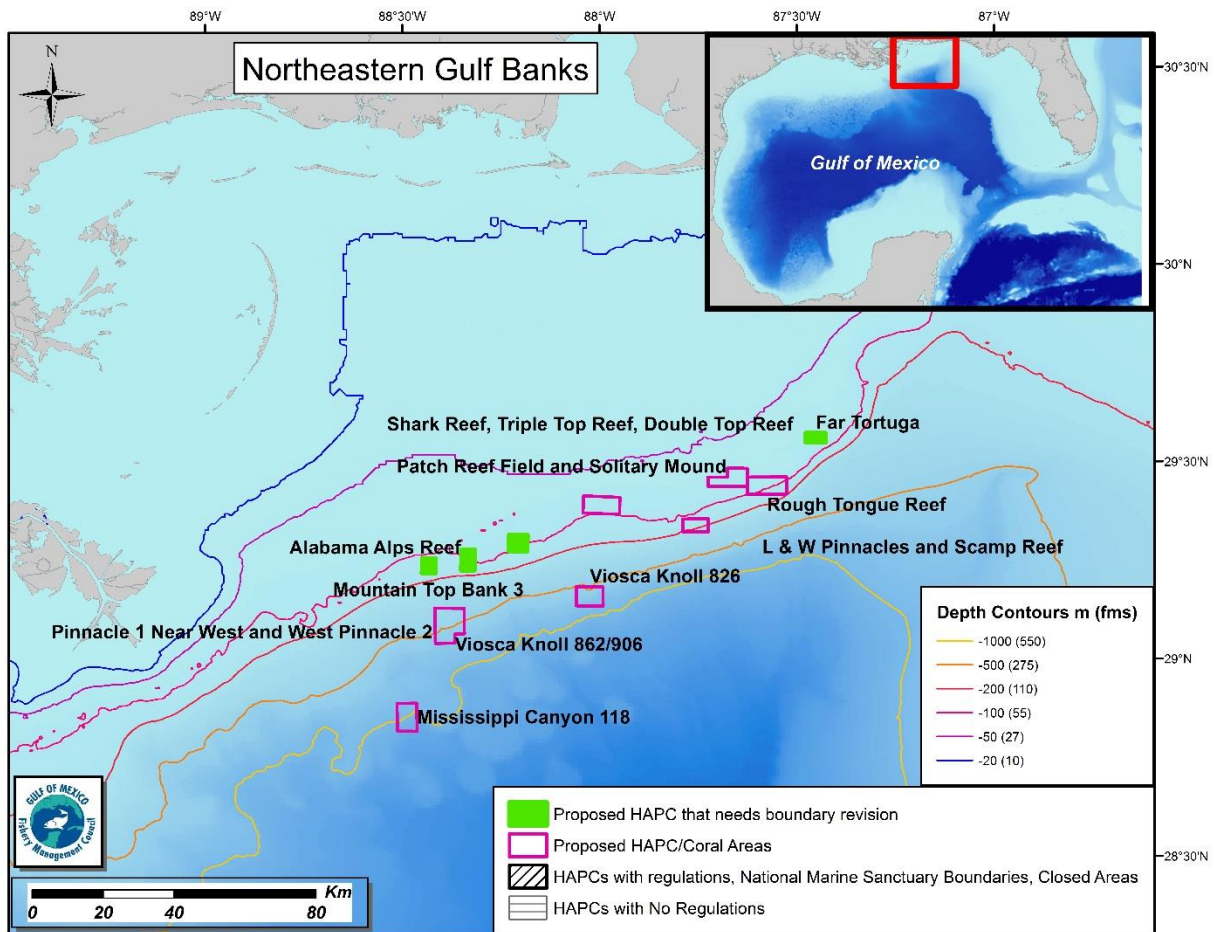 89°W
88°30'W
88°W
87°30'W
87°W
N
Northeastern Gulf Banks
Gulf of Mexico
30°30'N
30°N
29°30'N
29°N
28°30'N
Shark Reef, Triple Top Reef, Double Top Reef
Far Tortuga
Patch Reef Field and Solitary Mound
Rough Tongue Reef
L & W Pinnacles and Scamp Reef
Alabama Alps Reef
Viosca Knoll 826
Mountain Top Bank 3
Pinnacle 1 Near West and West Pinnacle 2
Viosca Knoll 862/906
Mississippi Canyon 118
Depth Contours m (fms)
-1000 (550)
-500 (275)
-200 (110)
-100 (55)
-50 (27)
-20 (10)
GULF OF MEXICO
Fishery Management Council
Km
0 20 40 80
Proposed HAPC that needs boundary revision
Proposed HAPC/Coral Areas
HAPCs with regulations, National Marine Sanctuary Boundaries, Closed Areas
HAPCs with No Regulations